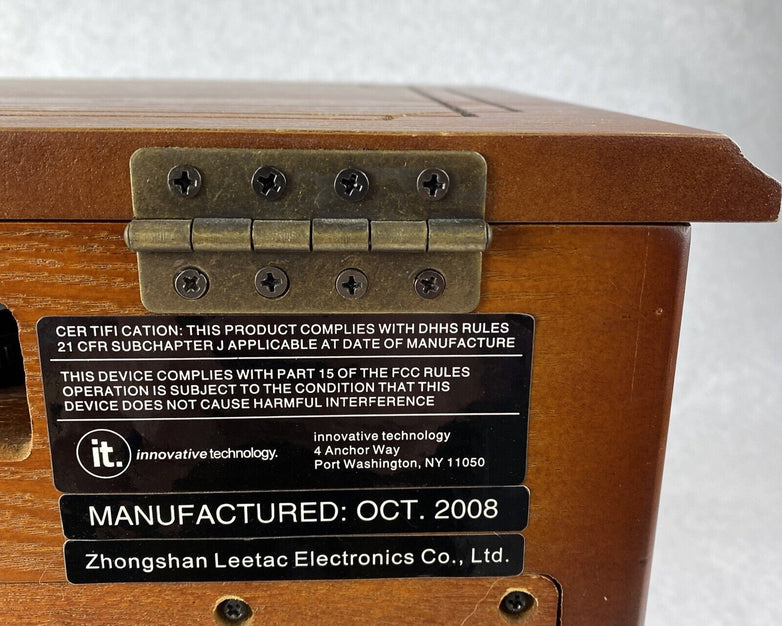 CER TIFI CATION: THIS PRODUCT COMPLIES WITH DHHS RULES
21 CFR SUBCHAPTER J APPLICABLE AT DATE OF MANUFACTURE
THIS DEVICE COMPLIES WITH PART 15 OF THE FCC RULES
OPERATION IS SUBJECT TO THE CONDITION THAT THIS
DEVICE DOES NOT CAUSE HARMFUL INTERFERENCE
it.
innovative technology.
innovative technology
4 Anchor Way
Port Washington, NY 11050
MANUFACTURED: OCT. 2008
Zhongshan Leetac Electronics Co., Ltd.